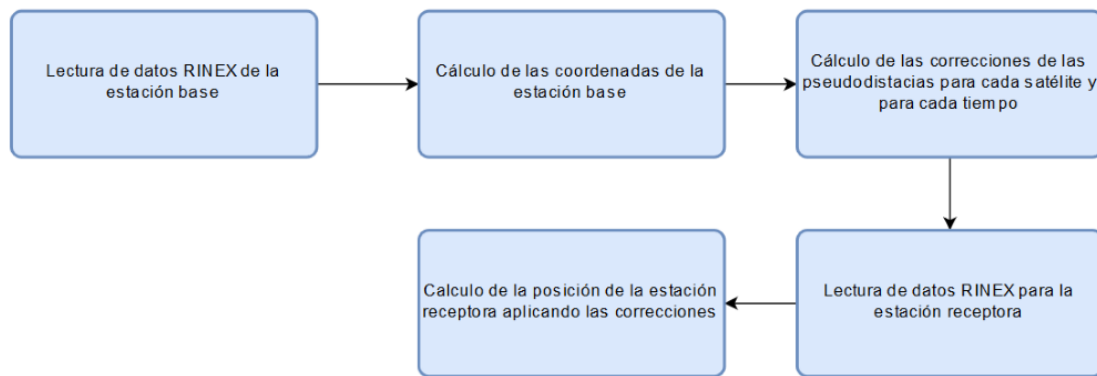 Lectura de datos RINEX de la
estación base
Cálculo de las coordenadas de la
estación base
Cálculo de las correcciones de las
pseudodistacias para cada satélite y
para cada tiempo
Lectura de datos RINEX para la
estación receptora
Calculo de la posición de la estación
receptora aplicando las correcciones